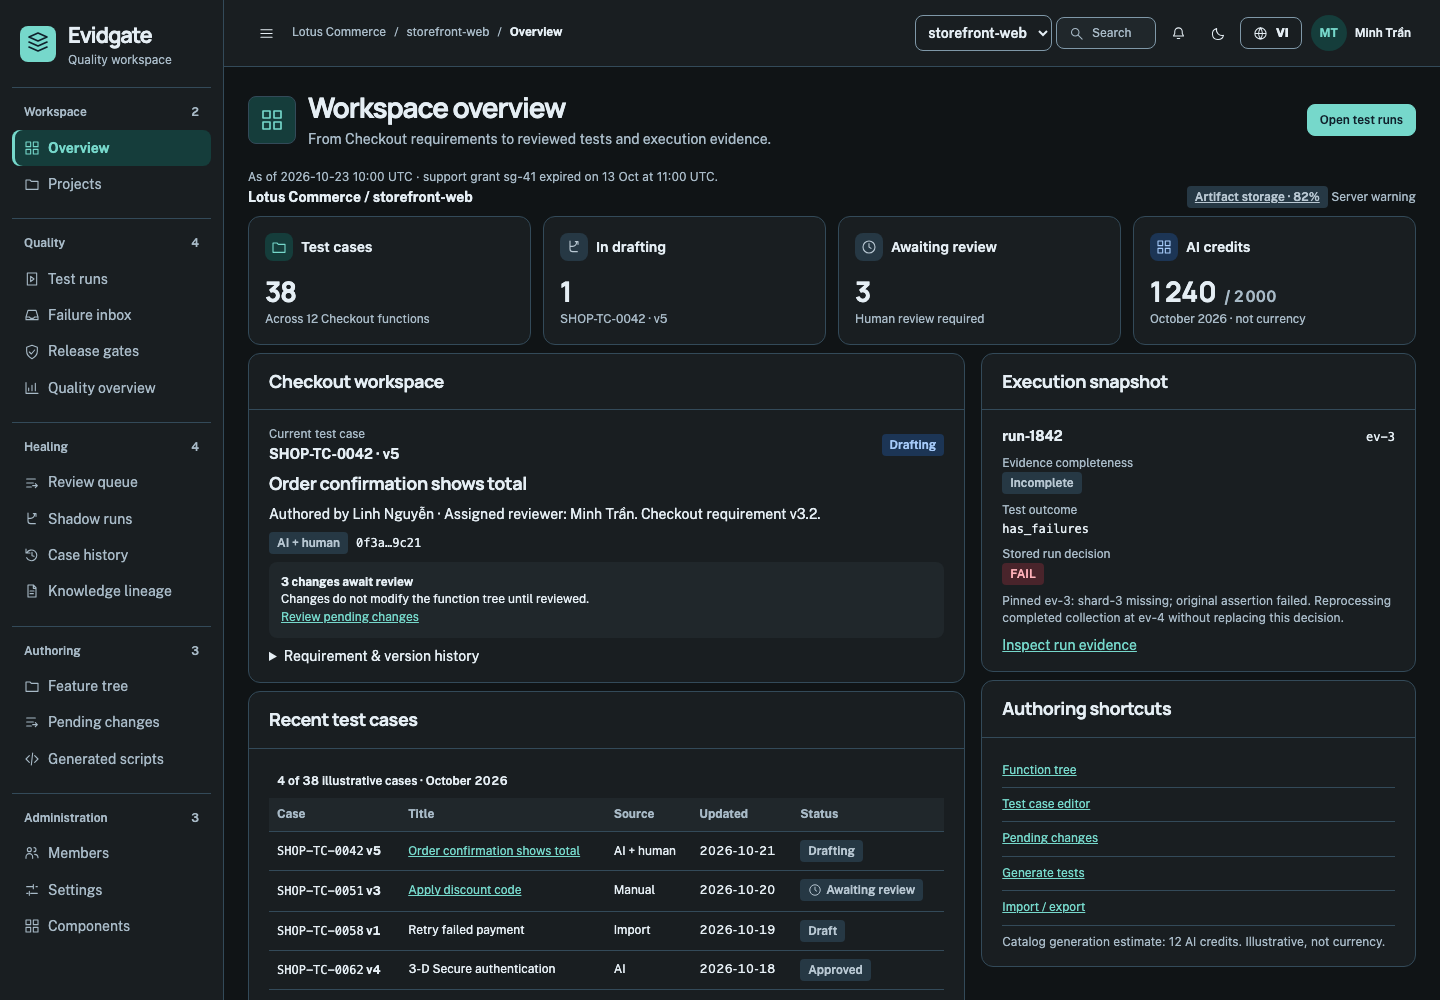 Evidgate
Quality workspace
Workspace 2
Overview
Projects
Quality 4
Test runs
Failure inbox
Release gates
Quality overview
Healing 4
Review queue
Shadow runs
Case history
Knowledge lineage
Authoring 3
Feature tree
Pending changes
Generated scripts
Administration 3
Members
Settings
Components
Lotus Commerce / storefront-web / Overview
storefront-web
Search
VI
MT
Minh Trần
Workspace overview
From Checkout requirements to reviewed tests and execution evidence.
Open test runs
As of 2026-10-23 10:00 UTC · support grant sg-41 expired on 13 Oct at 11:00 UTC.
Lotus Commerce / storefront-web
Artifact storage · 82% Server warning
Test cases
38
Across 12 Checkout functions
In drafting
1
SHOP-TC-0042 · v5
Awaiting review
3
Human review required
AI credits
1 240 / 2 000
October 2026 · not currency
Checkout workspace
Current test case
SHOP-TC-0042 · v5
Drafting
Order confirmation shows total
Authored by Linh Nguyễn · Assigned reviewer: Minh Trần. Checkout requirement v3.2.
AI + human 0f3a…9c21
3 changes await review
Changes do not modify the function tree until reviewed.
Review pending changes
Requirement & version history
Execution snapshot
run-1842 ev-3
Evidence completeness
Incomplete
Test outcome
has_failures
Stored run decision
FAIL
Pinned ev-3: shard-3 missing; original assertion failed. Reprocessing
completed collection at ev-4 without replacing this decision.
Inspect run evidence
Recent test cases
4 of 38 illustrative cases · October 2026
Case Title Source Updated Status
SHOP-TC-0042 v5 Order confirmation shows total AI + human 2026-10-21 Drafting
SHOP-TC-0051 v3 Apply discount code Manual 2026-10-20 Awaiting review
SHOP-TC-0058 v1 Retry failed payment Import 2026-10-19 Draft
SHOP-TC-0062 v4 3-D Secure authentication AI 2026-10-18 Approved
Authoring shortcuts
Function tree
Test case editor
Pending changes
Generate tests
Import / export
Catalog generation estimate: 12 AI credits. Illustrative, not currency.